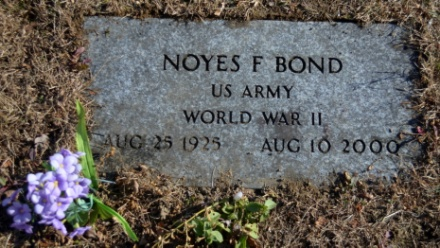 NOYES F BOND
US ARMY
WORLD WAR II
AUG 25 1925 AUG 10 2000